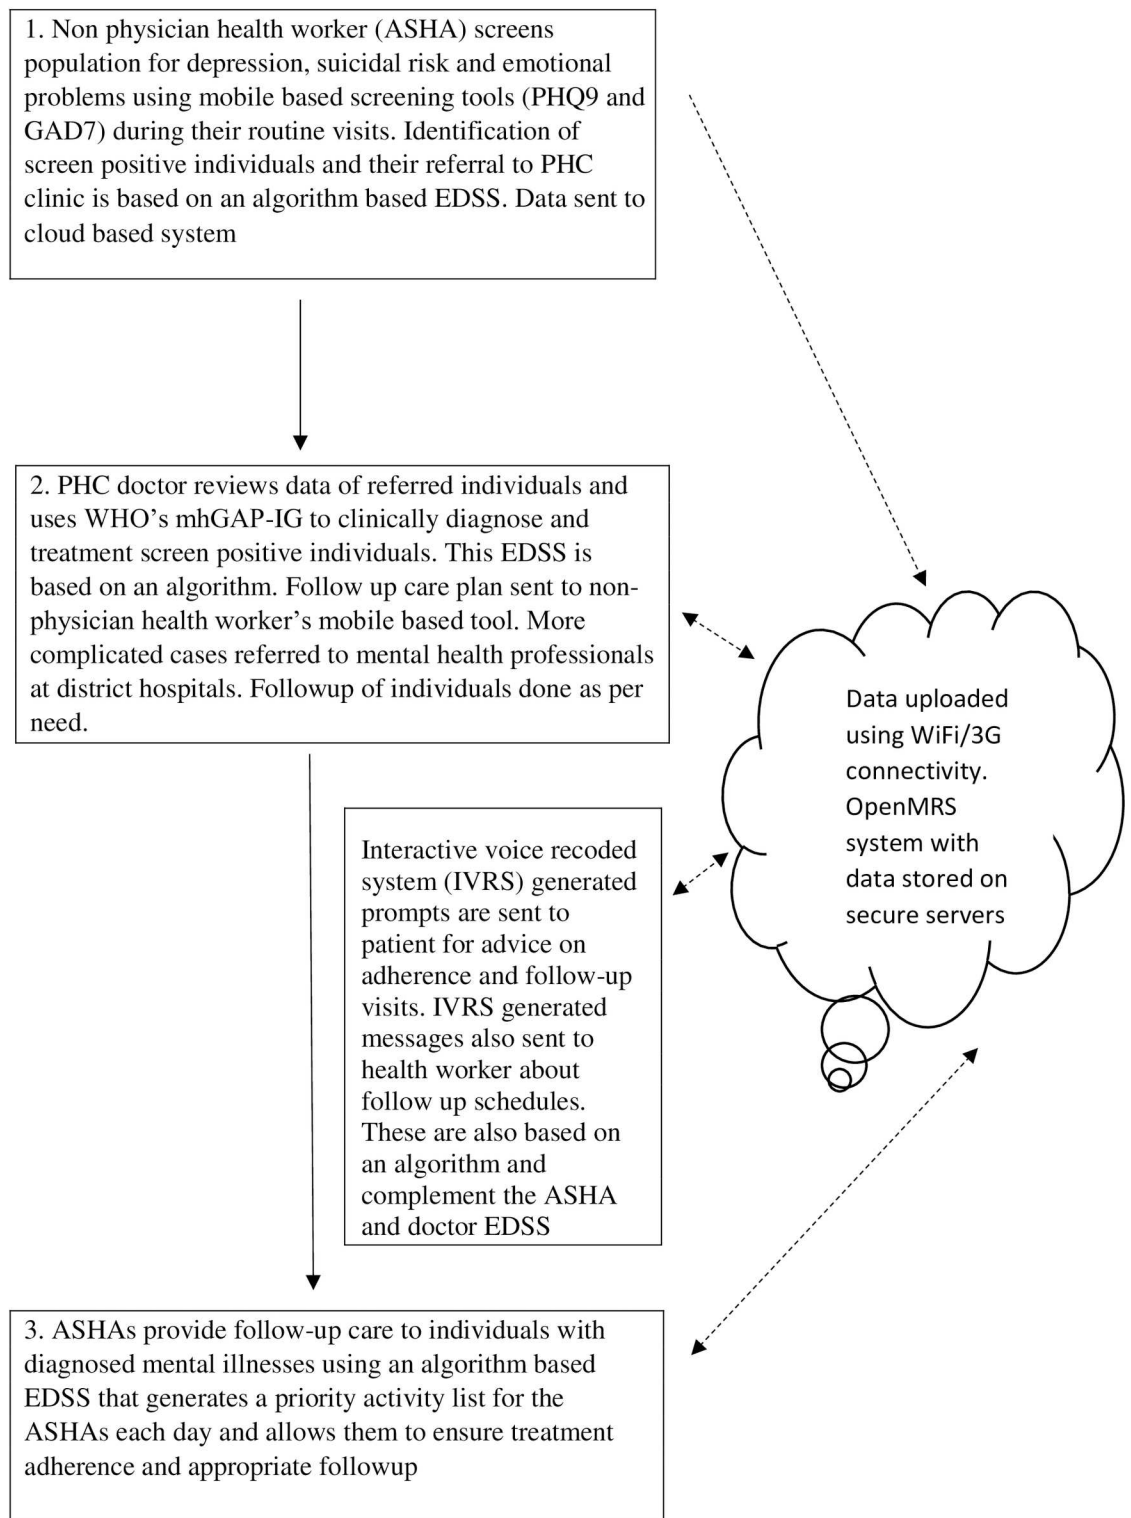 1. Non physician health worker (ASHA) screens
population for depression, suicidal risk and emotional
problems using mobile based screening tools (PHQ9 and
GAD7) during their routine visits. Identification of
screen positive individuals and their referral to PHC
clinic is based on an algorithm based EDSS. Data sent to
cloud based system
2. PHC doctor reviews data of referred individuals and
uses WHO’s mhGAP-IG to clinically diagnose and
treatment screen positive individuals. This EDSS is
based on an algorithm. Follow up care plan sent to non-
physician health worker’s mobile based tool. More
complicated cases referred to mental health professionals
at district hospitals. Followup of individuals done as per
need.
Data uploaded
using WiFi/3G
connectivity.
OpenMRS
system with
data stored on
secure servers
Interactive voice recoded
system (IVRS) generated
prompts are sent to
patient for advice on
adherence and follow-up
visits. IVRS generated
messages also sent to
health worker about
follow up schedules.
These are also based on
an algorithm and
complement the ASHA
and doctor EDSS
3. ASHAs provide follow-up care to individuals with
diagnosed mental illnesses using an algorithm based
EDSS that generates a priority activity list for the
ASHAs each day and allows them to ensure treatment
adherence and appropriate followup